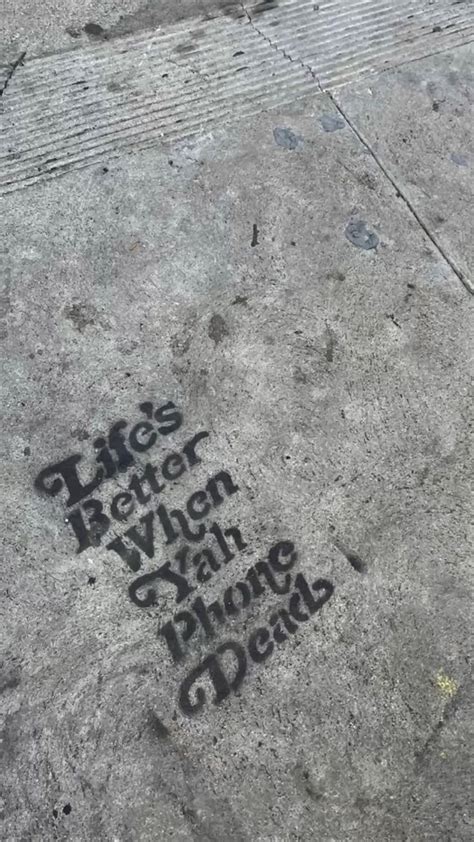 Life's
Better
When
Yah
Phone
Dead